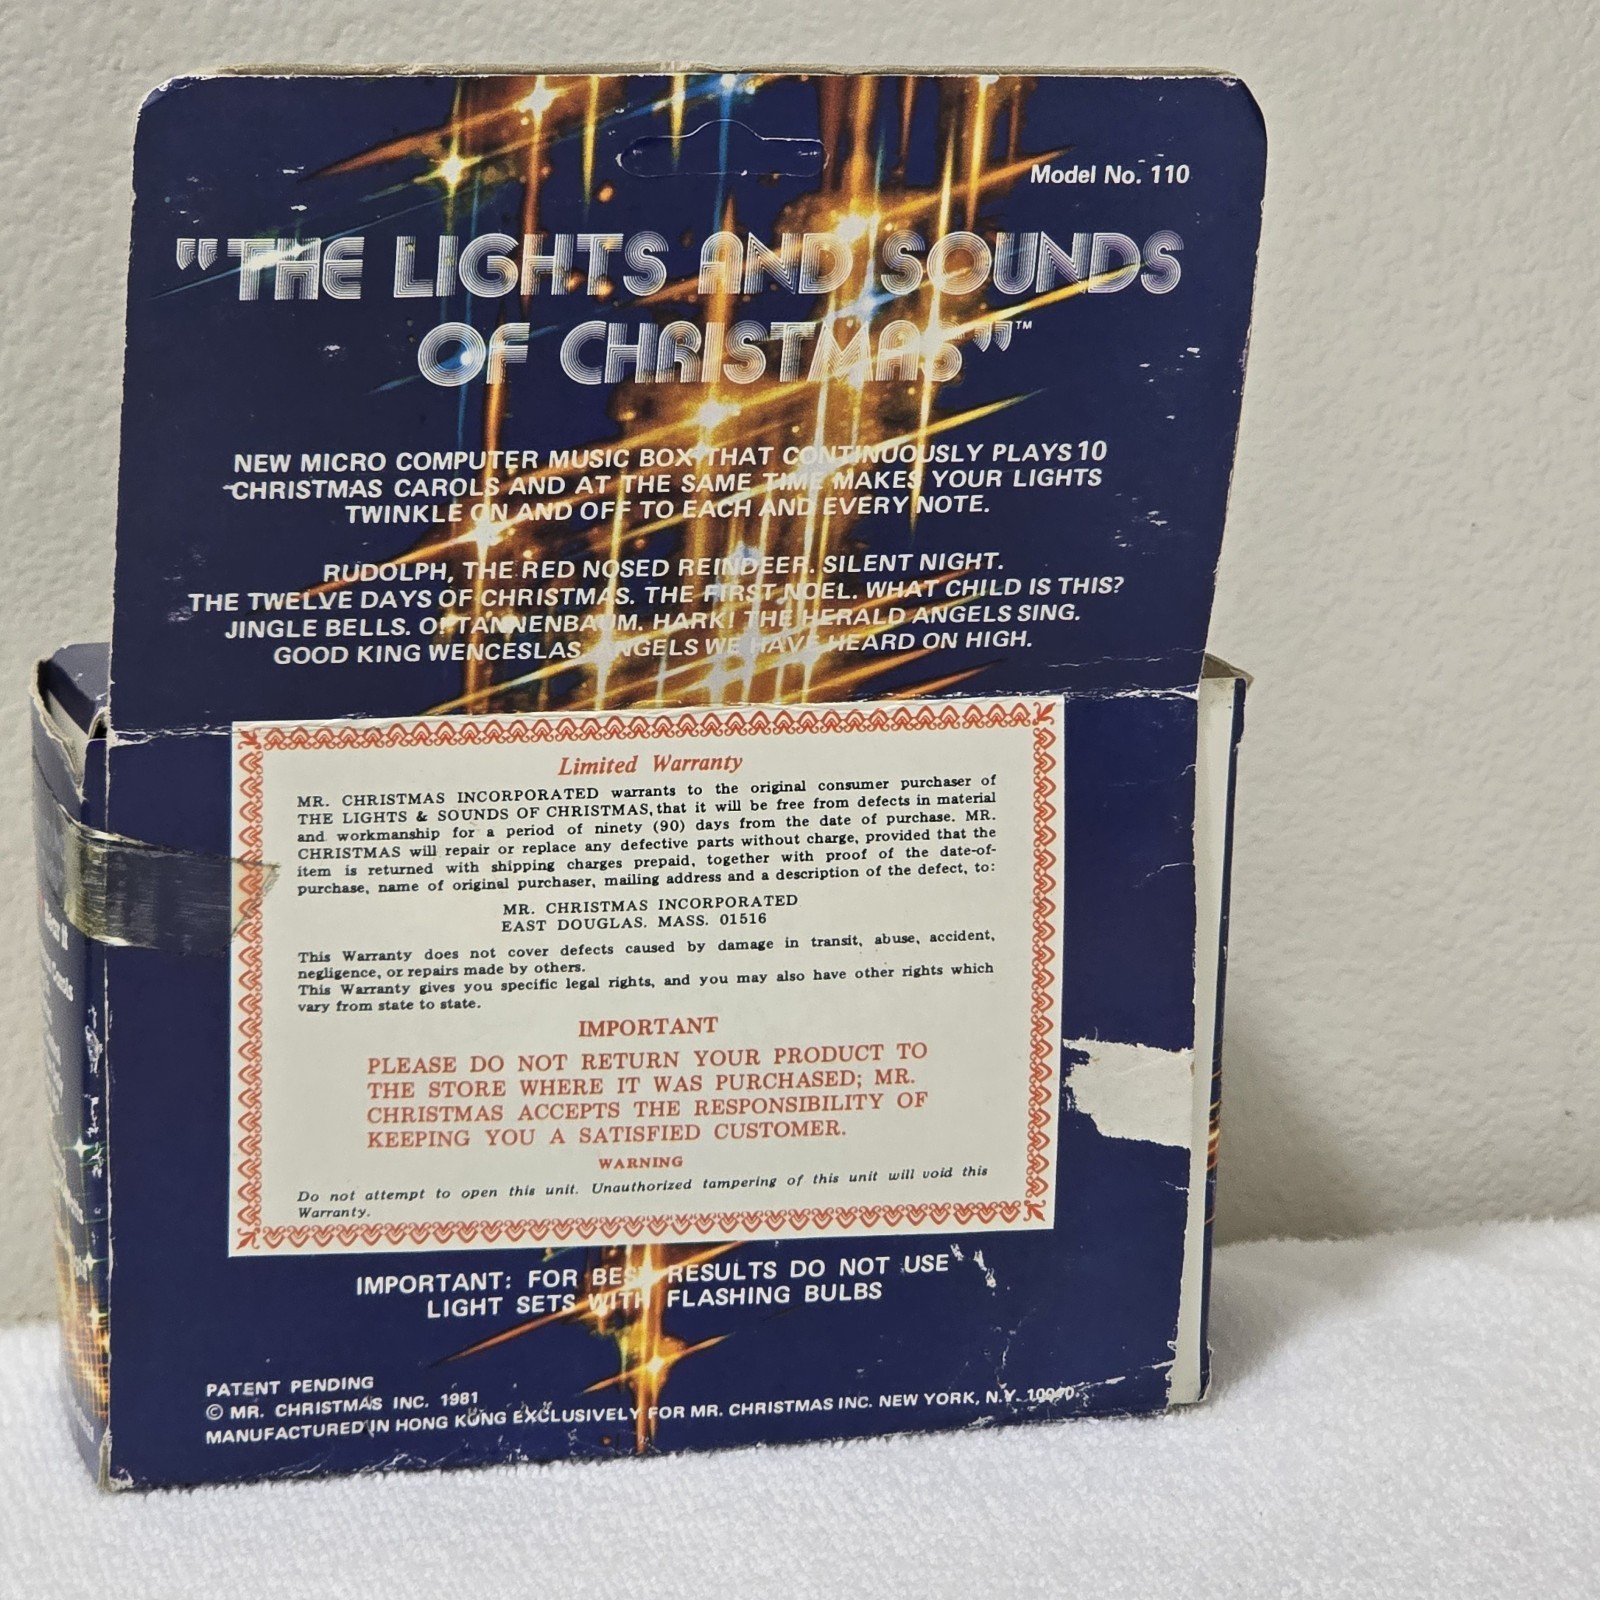 Model No. 110
"THE LIGHTS AND SOUNDS
OF CHRISTMAS"™
NEW MICRO COMPUTER MUSIC BOX THAT CONTINUOUSLY PLAYS 10
CHRISTMAS CAROLS AND AT THE SAME TIME MAKES YOUR LIGHTS
TWINKLE ON AND OFF TO EACH AND EVERY NOTE.
RUDOLPH, THE RED NOSED REINDEER. SILENT NIGHT.
THE TWELVE DAYS OF CHRISTMAS. THE FIRST NOEL. WHAT CHILD IS THIS?
JINGLE BELLS. O! TANNENBAUM. HARK! THE HERALD ANGELS SING.
GOOD KING WENCESLAS. ANGELS WE HAVE HEARD ON HIGH.
Limited Warranty
MR. CHRISTMAS INCORPORATED warrants to the original consumer purchaser of
THE LIGHTS & SOUNDS OF CHRISTMAS, that it will be free from defects in material
and workmanship for a period of ninety (90) days from the date of purchase. MR.
CHRISTMAS will repair or replace any defective parts without charge, provided that the
item is returned with shipping charges prepaid, together with proof of the date-of-
purchase, name of original purchaser, mailing address and a description of the defect, to:
MR. CHRISTMAS INCORPORATED
EAST DOUGLAS. MASS. 01516
This Warranty does not cover defects caused by damage in transit, abuse, accident,
negligence, or repairs made by others.
This Warranty gives you specific legal rights, and you may also have other rights which
vary from state to state.
IMPORTANT
PLEASE DO NOT RETURN YOUR PRODUCT TO
THE STORE WHERE IT WAS PURCHASED; MR.
CHRISTMAS ACCEPTS THE RESPONSIBILITY OF
KEEPING YOU A SATISFIED CUSTOMER.
WARNING
Do not attempt to open this unit. Unauthorized tampering of this unit will void this
Warranty.
IMPORTANT: FOR BEST RESULTS DO NOT USE
LIGHT SETS WITH FLASHING BULBS
PATENT PENDING
© MR. CHRISTMAS INC. 1981
MANUFACTURED IN HONG KONG EXCLUSIVELY FOR MR. CHRISTMAS INC. NEW YORK, N.Y.